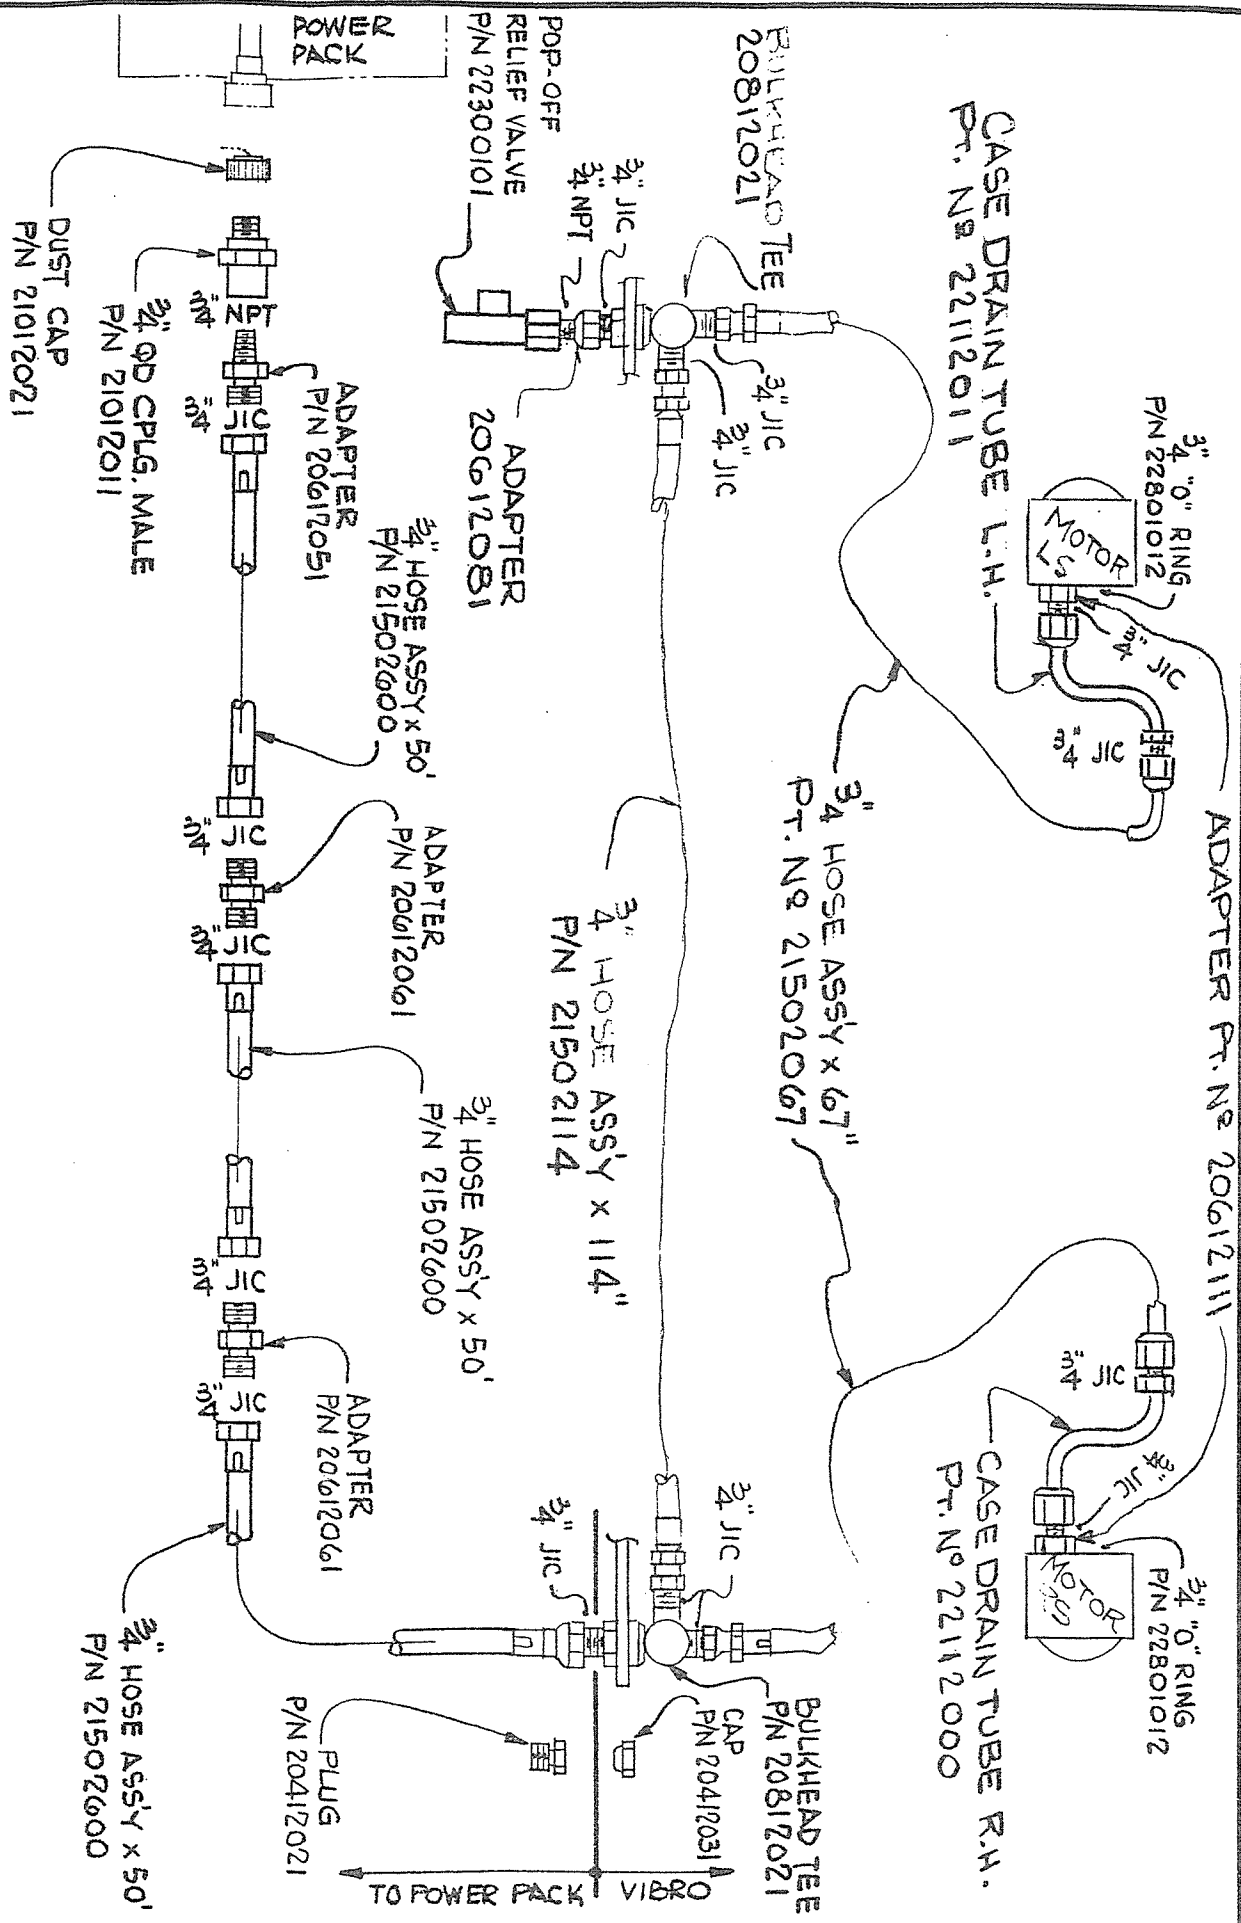 ADAPTER PT. Nº 20612111
3/4" "O" RING
P/N 22801012
MOTOR
LS
3/4" JIC
3/4" JIC
CASE DRAIN TUBE L.H.
PT. Nº 22112011
3/4" JIC
3/4" JIC
MOTOR
3/4" "O" RING
P/N 22801012
CASE DRAIN TUBE R.H.
PT. Nº 22112000
3/4 HOSE ASS'Y x 67"
PT. Nº 21502067
BULKHEAD TEE
20812021
3/4" JIC
3/4" JIC
3/4" JIC
3/4" NPT
POP-OFF
RELIEF VALVE
P/N 22300101
ADAPTER
20612081
3/4" HOSE ASS'Y x 114"
P/N 21502114
3/4" JIC
3/4" JIC
BULKHEAD TEE
P/N 20812021
CAP
P/N 20412031
PLUG
P/N 20412021
TO POWER PACK
VIBRO
POWER
PACK
DUST CAP
P/N 21012021
3/4" QD CPLG. MALE
P/N 21012011
3/4" NPT
ADAPTER
P/N 20612051
3/4" JIC
3/4" HOSE ASS'Y x 50'
P/N 21502600
3/4" JIC
ADAPTER
P/N 20612061
3/4" JIC
3/4" HOSE ASS'Y x 50'
P/N 21502600
3/4" JIC
ADAPTER
P/N 20612061
3/4" JIC
3/4" HOSE ASS'Y x 50'
P/N 21502600